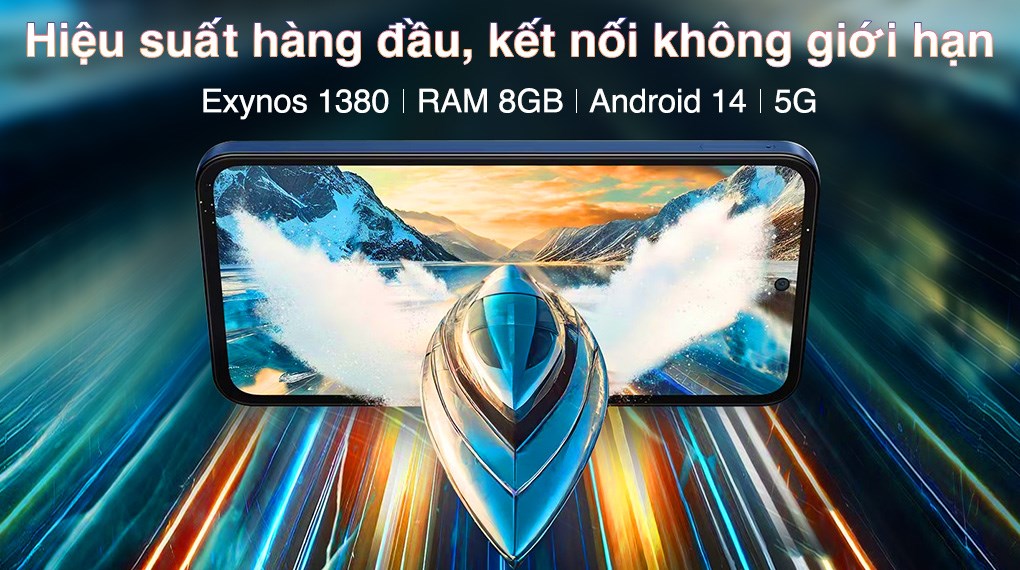 Hiệu suất hàng đầu, kết nối không giới hạn
Exynos 1380 | RAM 8GB | Android 14 | 5G